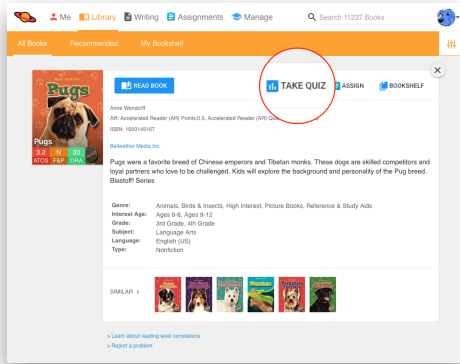 Me Library Writing Assignments Manage Search 11237 Books
All Books Recommended My Bookshelf
READ BOOK TAKE QUIZ ASSIGN BOOKSHELF
Pugs
Pugs
3.2 N 30
ATOS F&P DRA
Anne Wendorff
AR: Accelerated Reader (AR) Points:0.5, Accelerated Reader (AR)
ISBN: 1600145167
Bellwether Media Inc.
Pugs were a favorite breed of Chinese emperors and Tibetan monks. These dogs are skilled competitors and
loyal partners who love to be challenged. Kids will explore the background and personality of the Pug breed.
Blastoff! Series
Genre: Animals, Birds & Insects, High Interest, Picture Books, Reference & Study Aids
Interest Age: Ages 6-8, Ages 9-12
Grade: 3rd Grade, 4th Grade
Subject: Language Arts
Language: English (US)
Type: Nonfiction
SIMILAR >
» Learn about reading level correlations
» Report a problem